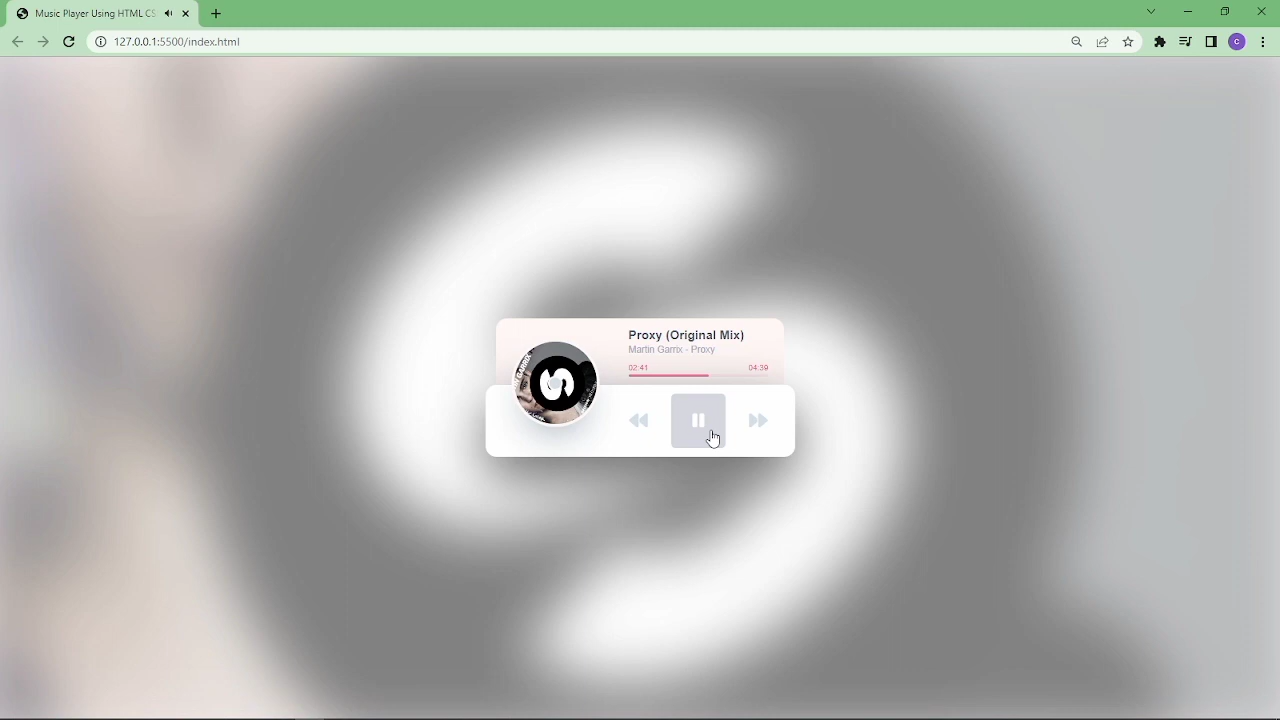 Music Player Using HTML CS
127.0.0.1:5500/index.html
C
Proxy (Original Mix)
Martin Garrix - Proxy
02:41
04:39